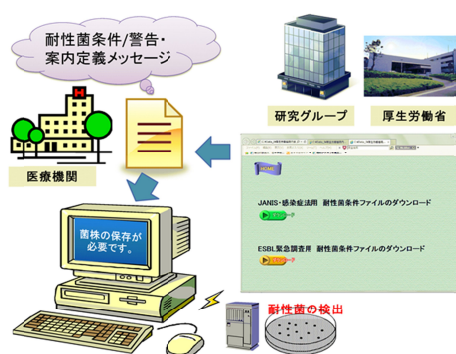 耐性菌条件/警告・
案内定義メッセージ
研究グループ
厚生労働省
医療機関
HOME
JANIS・感染症法用 耐性菌条件ファイルのダウンロード
ESBL緊急調査用 耐性菌条件ファイルのダウンロード
菌株の保存が
必要です。
耐性菌の検出